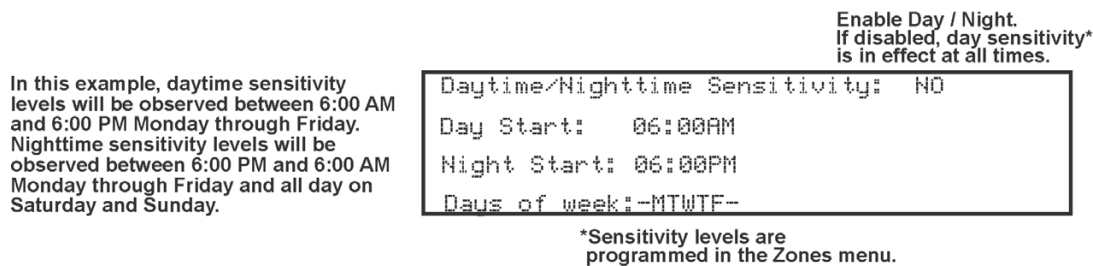 Enable Day / Night.
If disabled, day sensitivity*
is in effect at all times.
In this example, daytime sensitivity
levels will be observed between 6:00 AM
and 6:00 PM Monday through Friday.
Nighttime sensitivity levels will be
observed between 6:00 PM and 6:00 AM
Monday through Friday and all day on
Saturday and Sunday.
Daytime/Nighttime Sensitivity: NO
Day Start: 06:00AM
Night Start: 06:00PM
Days of week:-MTWTF-
*Sensitivity levels are
programmed in the Zones menu.